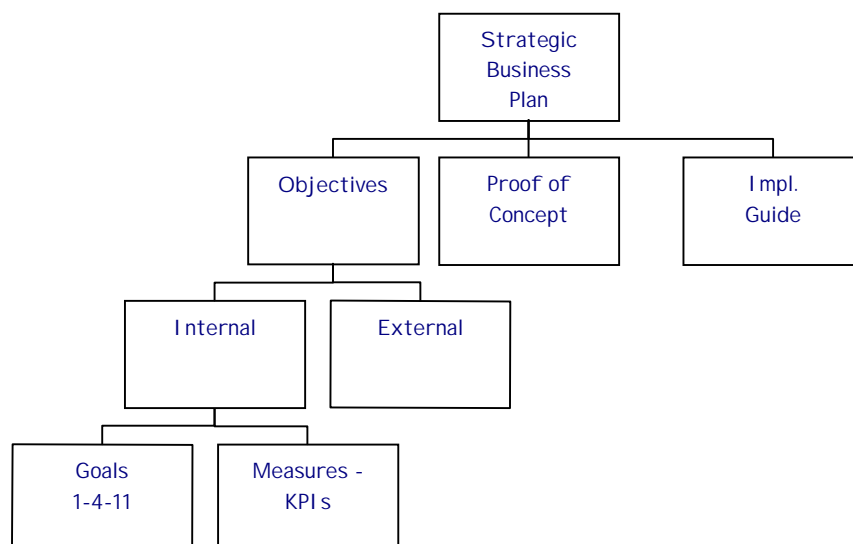 Strategic
Business
Plan
Objectives
Proof of
Concept
Impl.
Guide
Internal
External
Goals
1-4-11
Measures -
KPIs